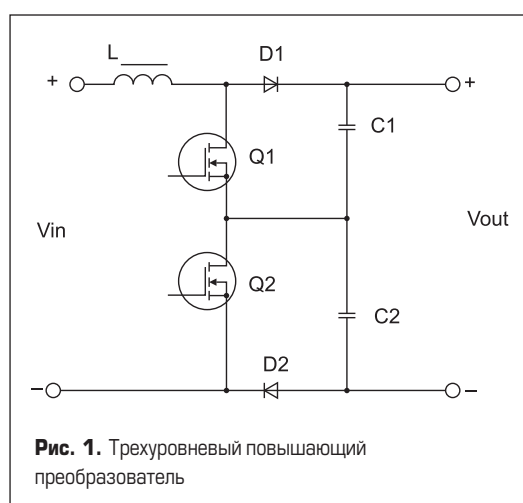 L
D1
+
+
C1
Q1
Vin
Vout
Q2
C2
D2
–
–
Рис. 1. Трехуровневый повышающий
преобразователь